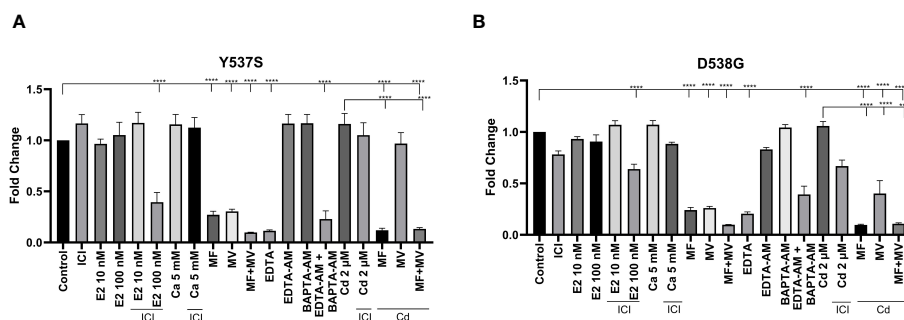 A
Y537S
**** **** **** **** **** **** **** ****
**** ****
Fold Change
1.5
1.0
0.5
0.0
Control
ICI
E2 10 nM
E2 100 nM
E2 10 nM
E2 100 nM
Ca 5 mM
Ca 5 mM
MF
MV
MF+MV
EDTA
EDTA-AM
BAPTA-AM
EDTA-AM +
BAPTA-AM
Cd 2 µM
Cd 2 µM
MF
MV
MF+MV
ICI
ICI
ICI
Cd
B
D538G
**** **** **** **** **** **** **** ****
**** ****
Fold Change
1.5
1.0
0.5
0.0
Control
ICI
E2 10 nM
E2 100 nM
E2 10 nM
E2 100 nM
Ca 5 mM
Ca 5 mM
MF
MV
MF+MV
EDTA
EDTA-AM
BAPTA-AM
EDTA-AM +
BAPTA-AM
Cd 2 µM
Cd 2 µM
MF
MV
MF+MV
ICI
ICI
ICI
Cd